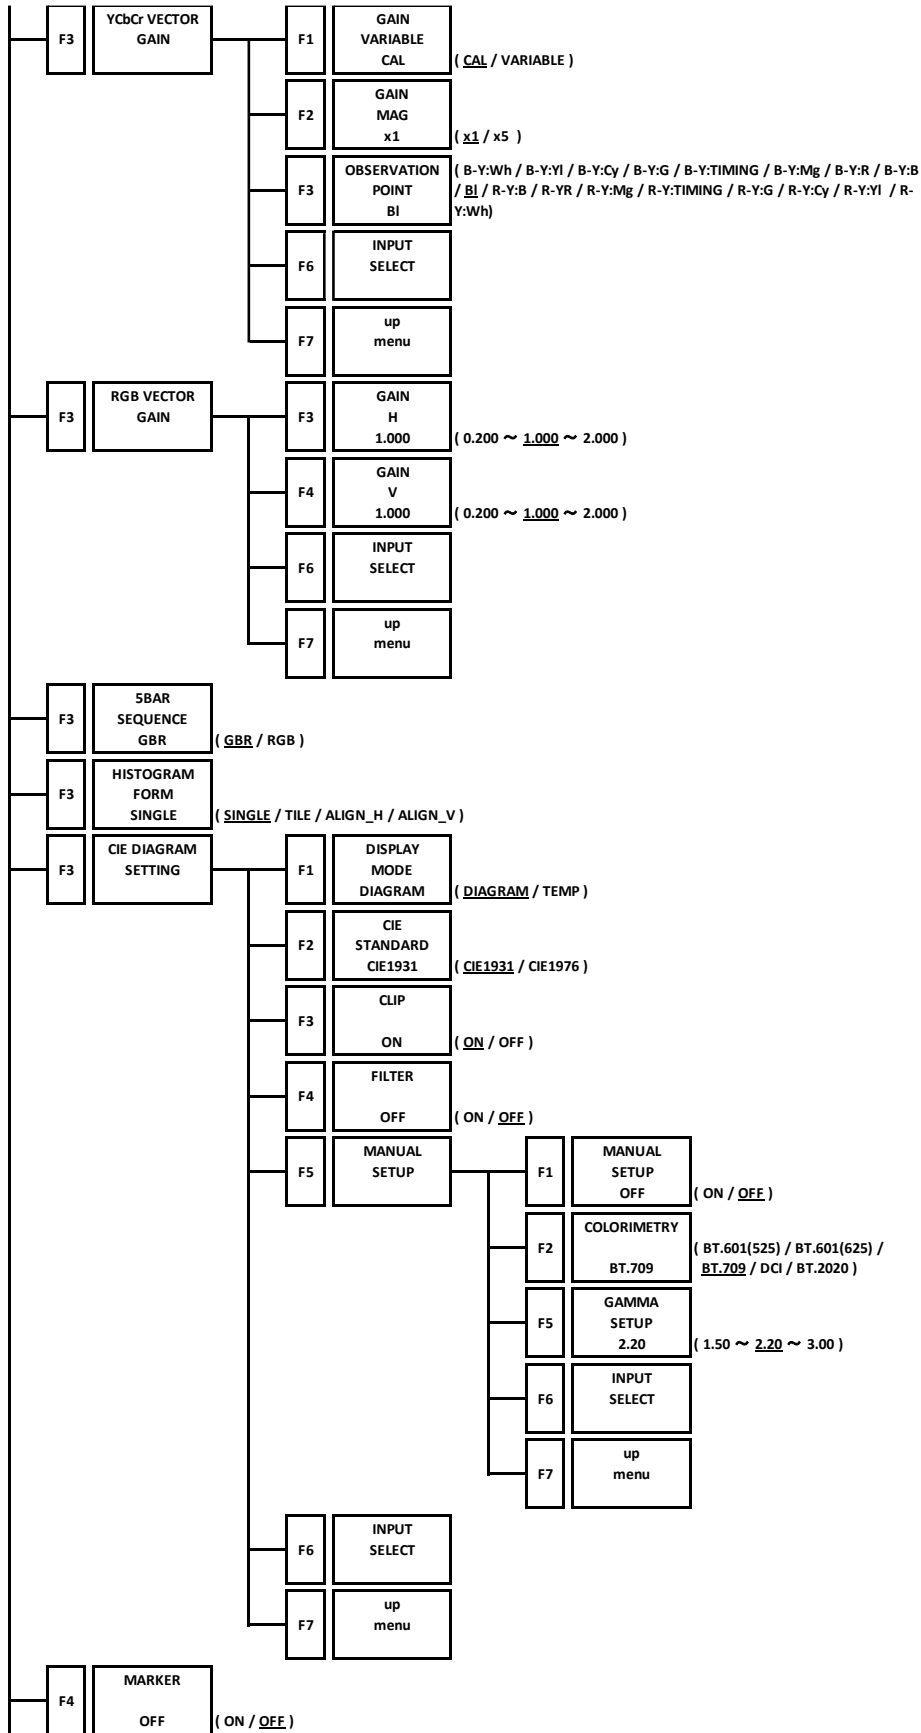 F3
YCbCr VECTOR
GAIN
F1
GAIN
VARIABLE
CAL
( CAL / VARIABLE )
F2
GAIN
MAG
x1
( x1 / x5 )
F3
OBSERVATION
POINT
Bl
( B-Y:Wh / B-Y:Yl / B-Y:Cy / B-Y:G / B-Y:TIMING / B-Y:Mg / B-Y:R / B-Y:B
/ Bl / R-Y:B / R-YR / R-Y:Mg / R-Y:TIMING / R-Y:G / R-Y:Cy / R-Y:Yl / R-
Y:Wh)
F6
INPUT
SELECT
F7
up
menu
F3
RGB VECTOR
GAIN
F3
GAIN
H
1.000
( 0.200 ~ 1.000 ~ 2.000 )
F4
GAIN
V
1.000
( 0.200 ~ 1.000 ~ 2.000 )
F6
INPUT
SELECT
F7
up
menu
F3
5BAR
SEQUENCE
GBR
( GBR / RGB )
F3
HISTOGRAM
FORM
SINGLE
( SINGLE / TILE / ALIGN_H / ALIGN_V )
F3
CIE DIAGRAM
SETTING
F1
DISPLAY
MODE
DIAGRAM
( DIAGRAM / TEMP )
F2
CIE
STANDARD
CIE1931
( CIE1931 / CIE1976 )
F3
CLIP
ON
( ON / OFF )
F4
FILTER
OFF
( ON / OFF )
F5
MANUAL
SETUP
F1
MANUAL
SETUP
OFF
( ON / OFF )
F2
COLORIMETRY
BT.709
( BT.601(525) / BT.601(625) /
BT.709 / DCI / BT.2020 )
F5
GAMMA
SETUP
2.20
( 1.50 ~ 2.20 ~ 3.00 )
F6
INPUT
SELECT
F7
up
menu
F6
INPUT
SELECT
F7
up
menu
F4
MARKER
OFF
( ON / OFF )